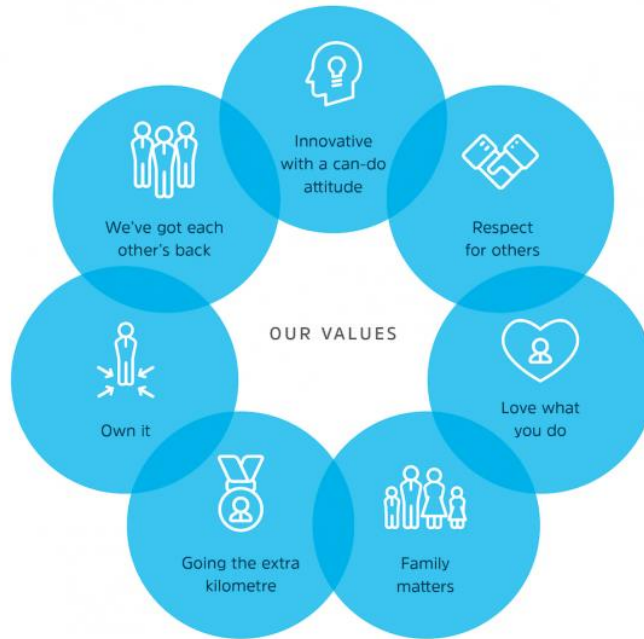 Innovative
with a can-do
attitude
Respect
for others
Love what
you do
Family
matters
Going the extra
kilometre
Own it
We've got each
other's back
OUR VALUES